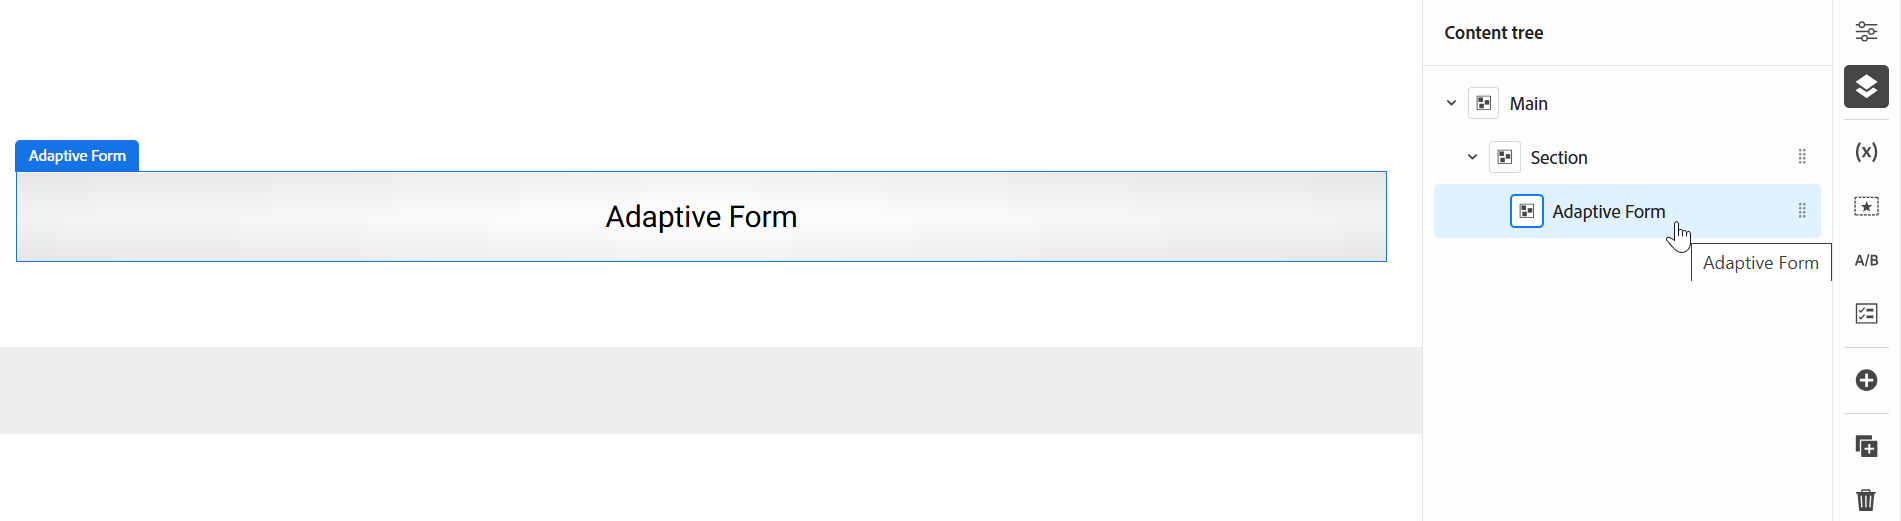 Adaptive Form
Adaptive Form
Content tree
Main
Section
Adaptive Form
Adaptive Form
(x)
A/B